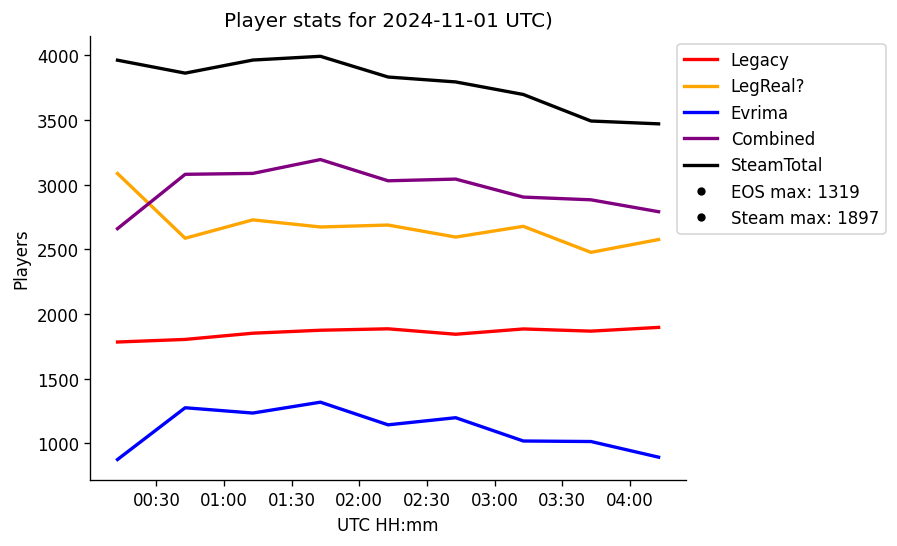 Player stats for 2024-11-01 UTC)
Legacy
LegReal?
Evrima
Combined
SteamTotal
EOS max: 1319
Steam max: 1897
Players
4000
3500
3000
2500
2000
1500
1000
00:30 01:00 01:30 02:00 02:30 03:00 03:30 04:00
UTC HH:mm